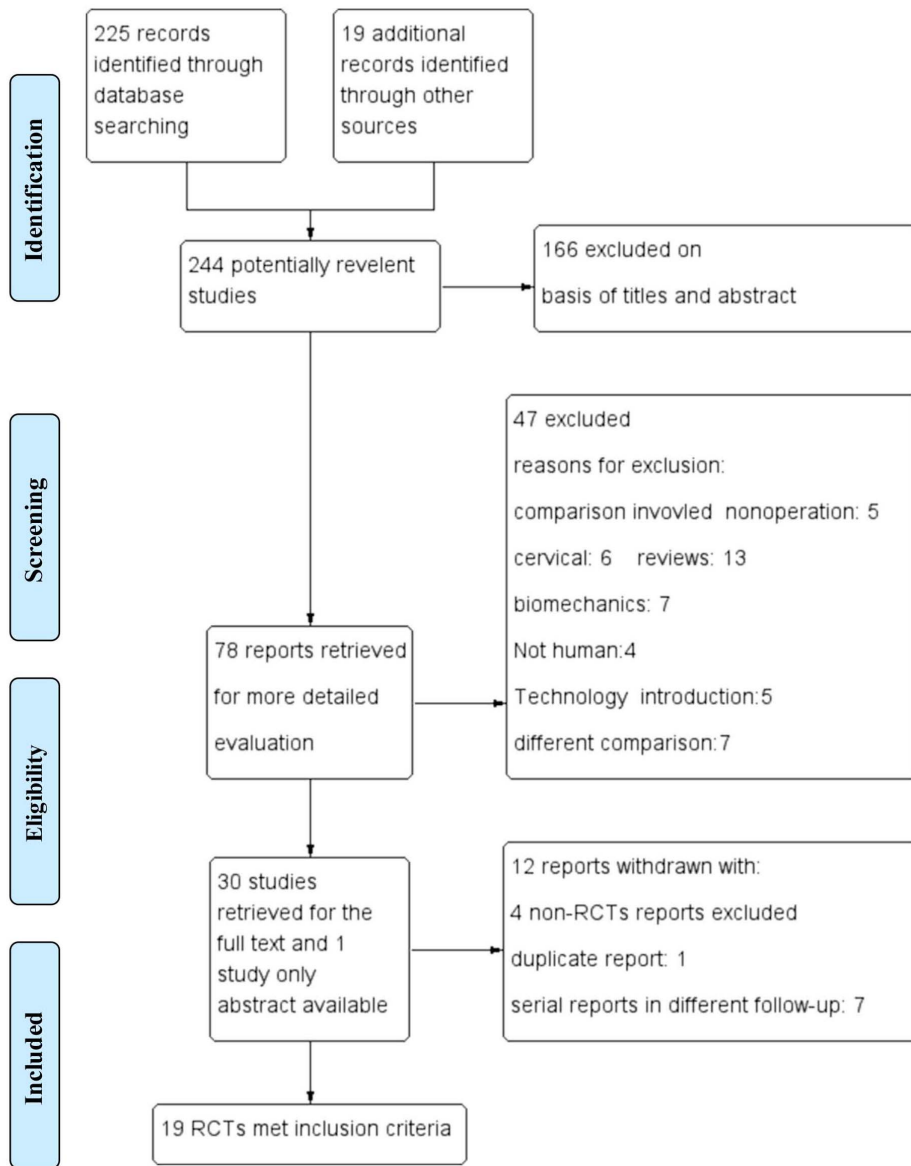 225 records
identified through
database
searching
19 additional
records identified
through other
sources
Identification
244 potentially revelent
studies
166 excluded on
basis of titles and abstract
Screening
47 excluded
reasons for exclusion:
comparison invovled nonoperation: 5
cervical: 6 reviews: 13
biomechanics: 7
Not human:4
Technology introduction:5
different comparison:7
78 reports retrieved
for more detailed
evaluation
Eligibility
30 studies
retrieved for the
full text and 1
study only
abstract available
12 reports withdrawn with:
4 non-RCTs reports excluded
duplicate report: 1
serial reports in different follow-up: 7
Included
19 RCTs met inclusion criteria